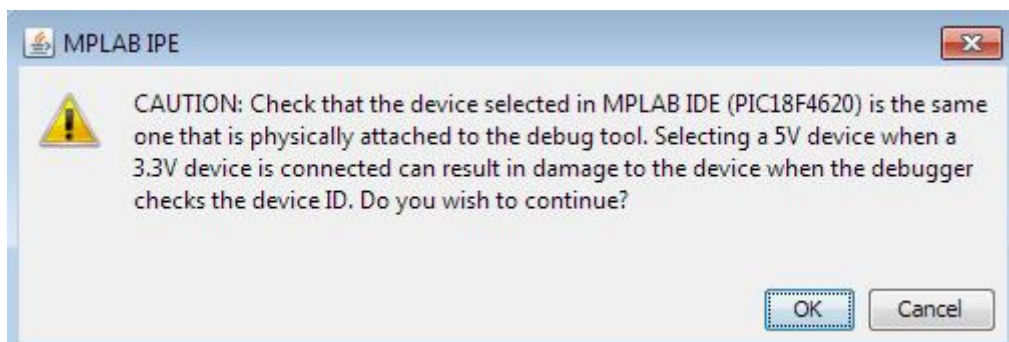 MPLAB IPE
CAUTION: Check that the device selected in MPLAB IDE (PIC18F4620) is the same
one that is physically attached to the debug tool. Selecting a 5V device when a
3.3V device is connected can result in damage to the device when the debugger
checks the device ID. Do you wish to continue?
OK
Cancel